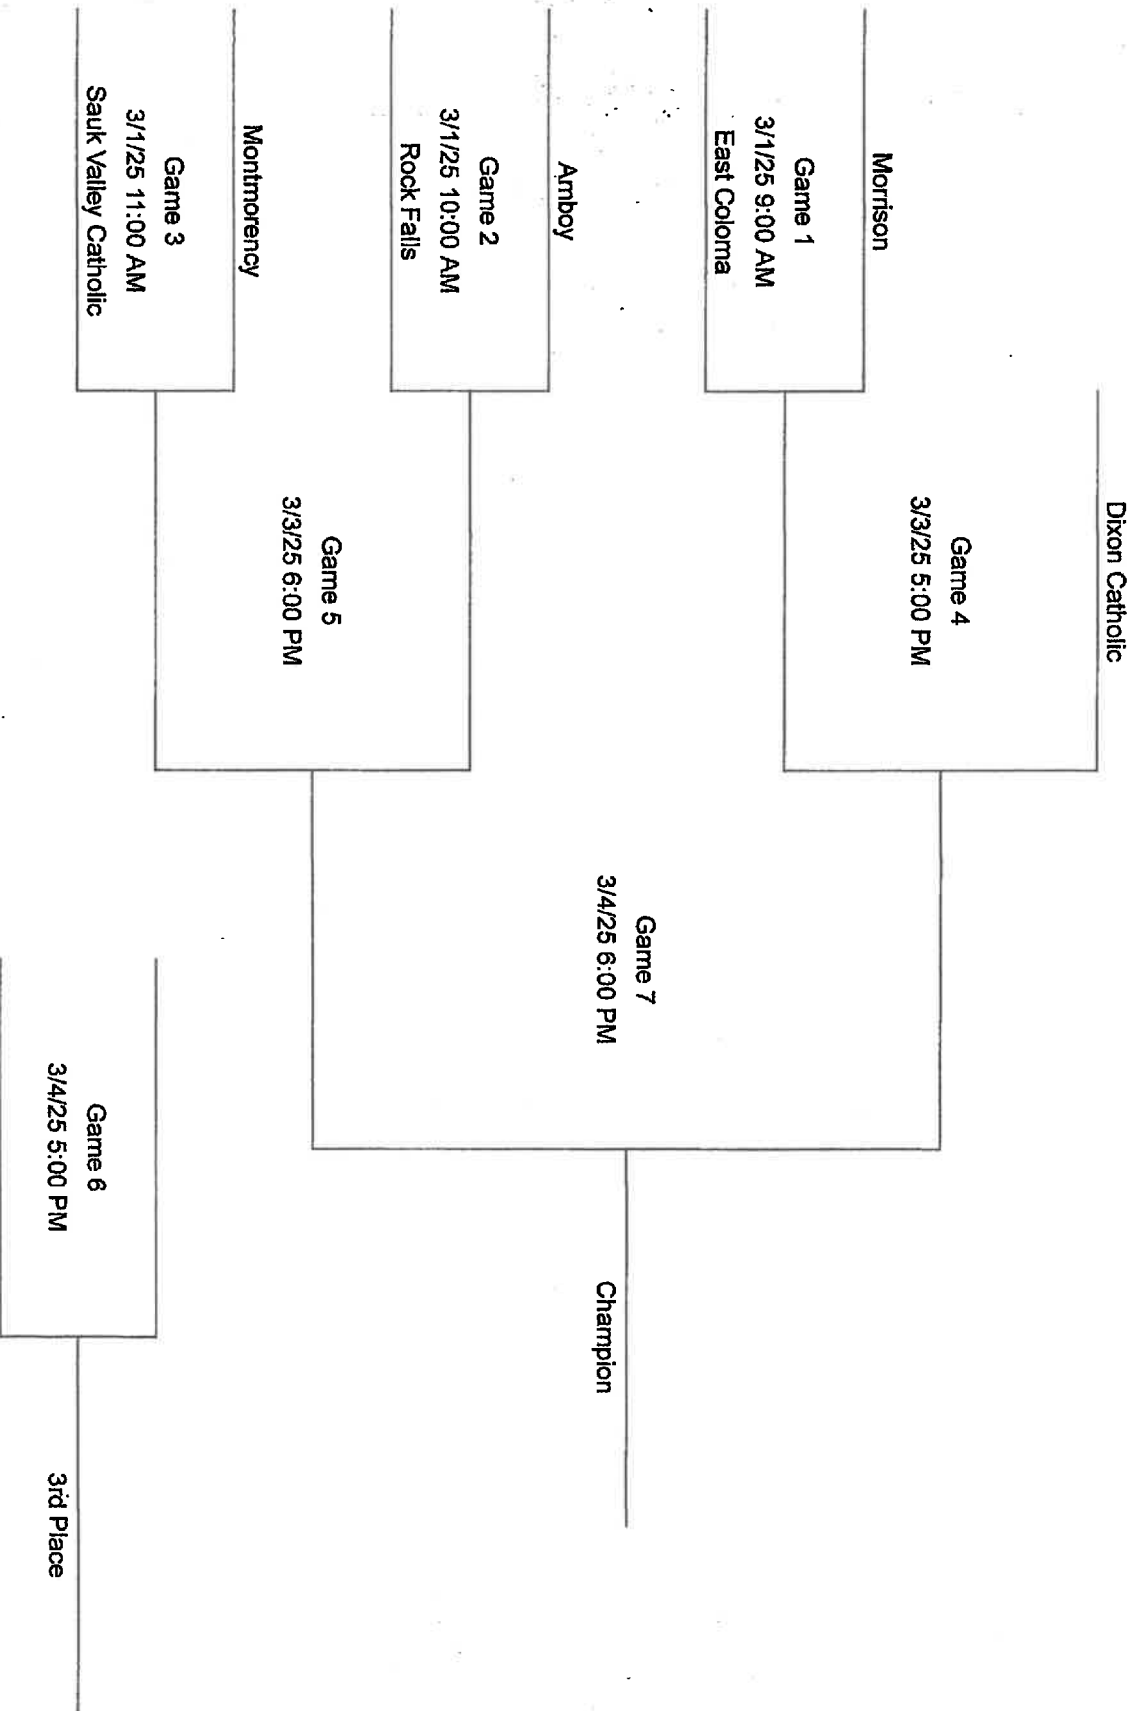 Dixon Catholic
Game 4
3/3/25 5:00 PM
Morrison
Game 1
3/1/25 9:00 AM
East Coloma
Game 7
3/4/25 6:00 PM
Champion
Amboy
Game 2
3/1/25 10:00 AM
Rock Falls
Game 5
3/3/25 6:00 PM
Montmorency
Game 3
3/1/25 11:00 AM
Sauk Valley Catholic
Game 6
3/4/25 5:00 PM
3rd Place